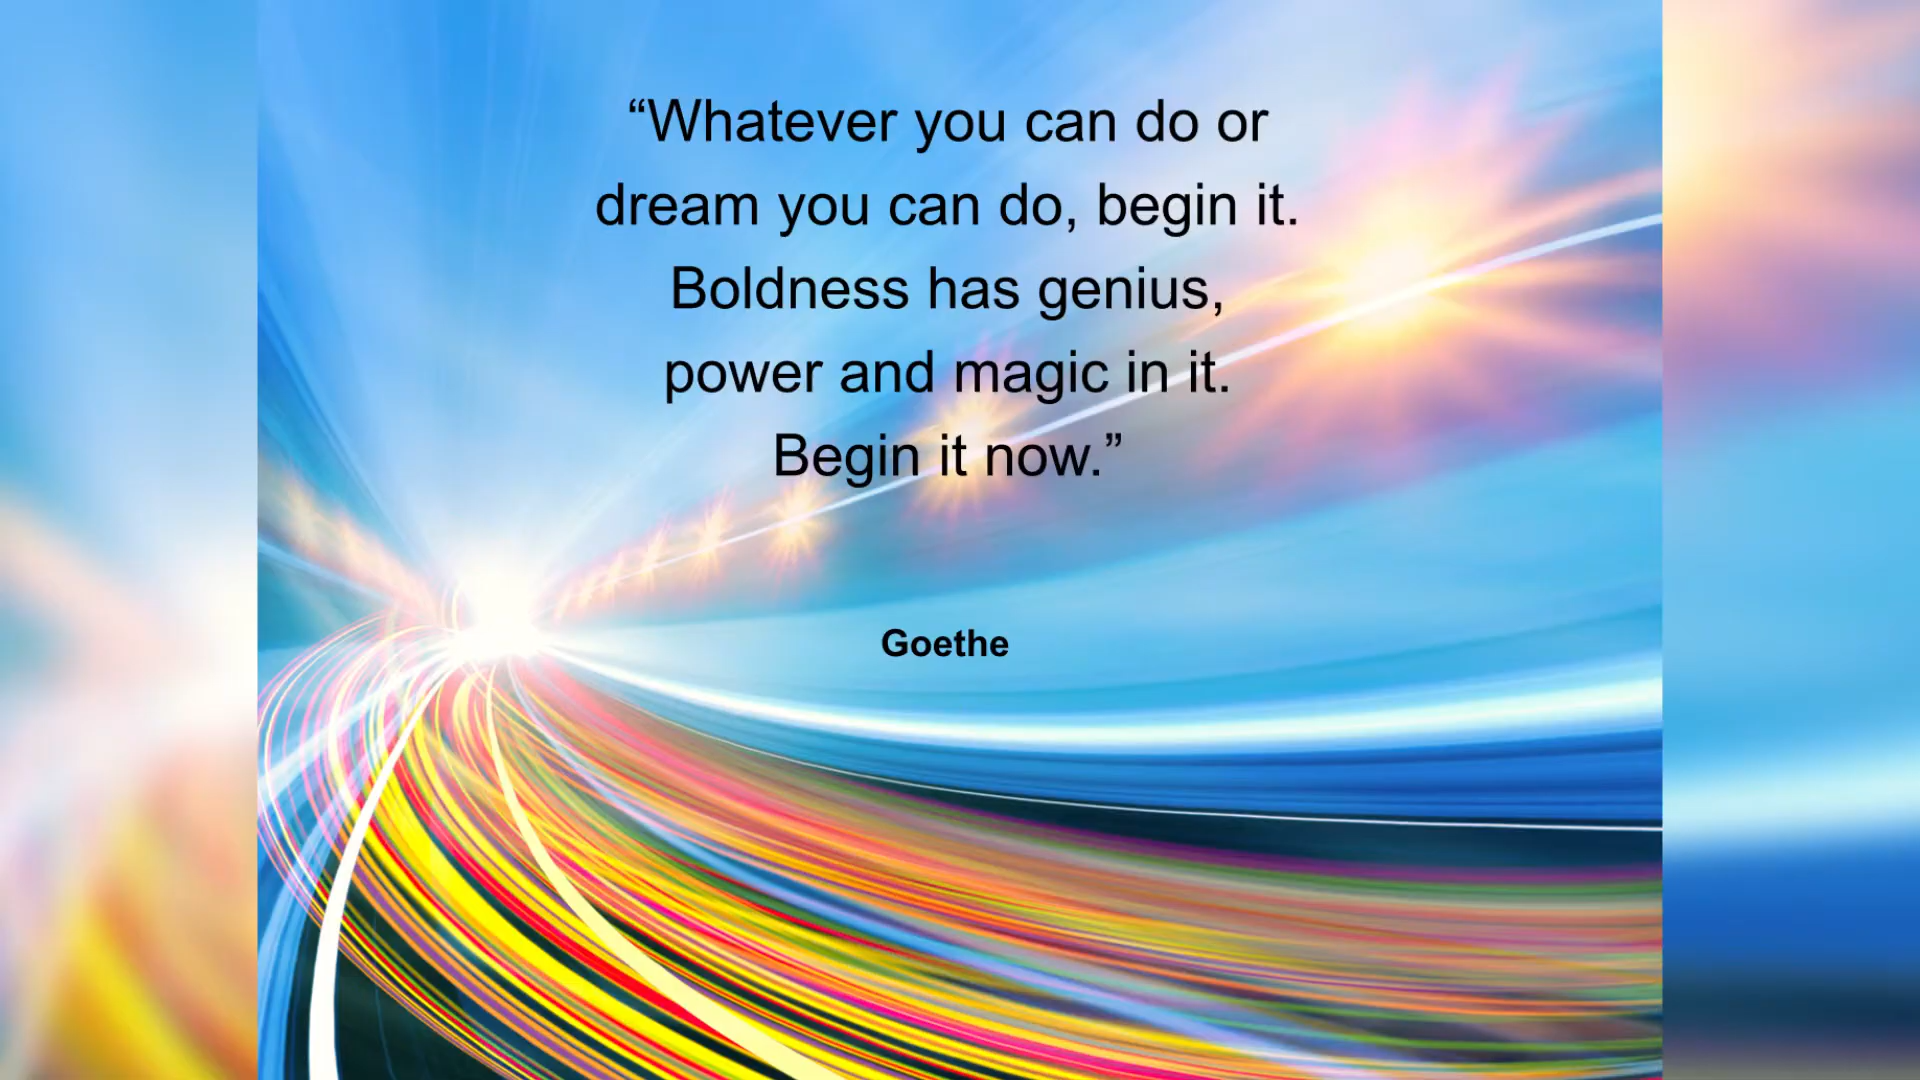 “Whatever you can do or
dream you can do, begin it.
Boldness has genius,
power and magic in it.
Begin it now.”
Goethe